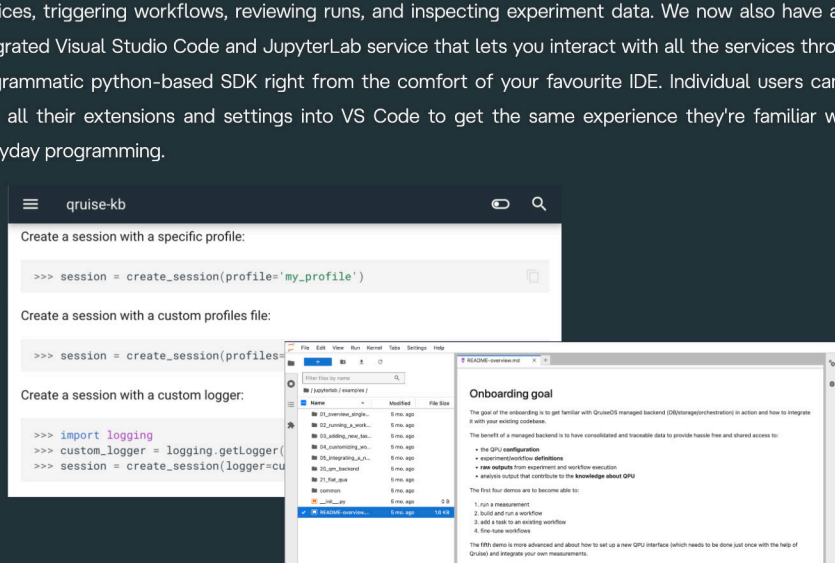 ices, triggering workflows, reviewing runs, and inspecting experiment data. We now also have a
grated Visual Studio Code and JupyterLab service that lets you interact with all the services thro
grammatic python-based SDK right from the comfort of your favourite IDE. Individual users can
all their extensions and settings into VS Code to get the same experience they're familiar w
yday programming.
qruise-kb
Create a session with a specific profile:
>>> session = create_session(profile='my_profile')
Create a session with a custom profiles file:
>>> session = create_session(profiles=
Create a session with a custom logger:
>>> import logging
>>> custom_logger = logging.getLogger(
>>> session = create_session(logger=cu
File Edit View Run Kernel Tabs Settings Help
Filter files by name
/ jupyterlab / examples /
Name Modified File Size
01_overview_single... 5 mo. ago
02_running_a_work... 5 mo. ago
03_adding_new_tas... 5 mo. ago
04_customizing_wo... 5 mo. ago
05_integrating_a_n... 5 mo. ago
20_qm_backend 5 mo. ago
21_flat_qua 5 mo. ago
common 5 mo. ago
__init__.py 5 mo. ago 0 B
README-overview... 5 mo. ago 1.6 KB
README-overview.md
Onboarding goal
The goal of the onboarding is to get familiar with QruiseOS managed backend (DB/storage/orchestration) in action and how to integrate
it with your existing codebase.
The benefit of a managed backend is to have consolidated and traceable data to provide hassle free and shared access to:
• the QPU configuration
• experiment/workflow definitions
• raw outputs from experiment and workflow execution
• analysis output that contribute to the knowledge about QPU
The first four demos are to become able to:
1. run a measurement
2. build and run a workflow
3. add a task to an existing workflow
4. fine-tune workflows
The fifth demo is more advanced and about how to set up a new QPU interface (which needs to be done just once with the help of
Qruise) and integrate your own measurements.